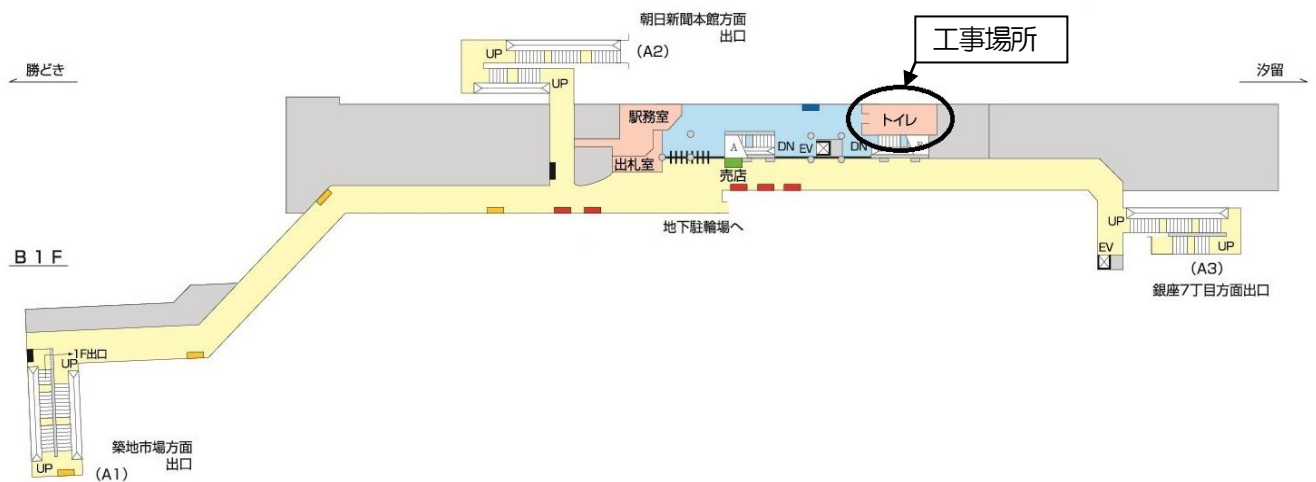 朝日新聞本館方面
出口
(A2)
工事場所
勝どき
汐留
UP
UP
駅務室
トイレ
出札室
A
DN
EV
DN
売店
地下駐輪場へ
UP
UP
EV
(A3)
銀座7丁目方面出口
B1F
1F出口
UP
築地市場方面
出口
UP
(A1)